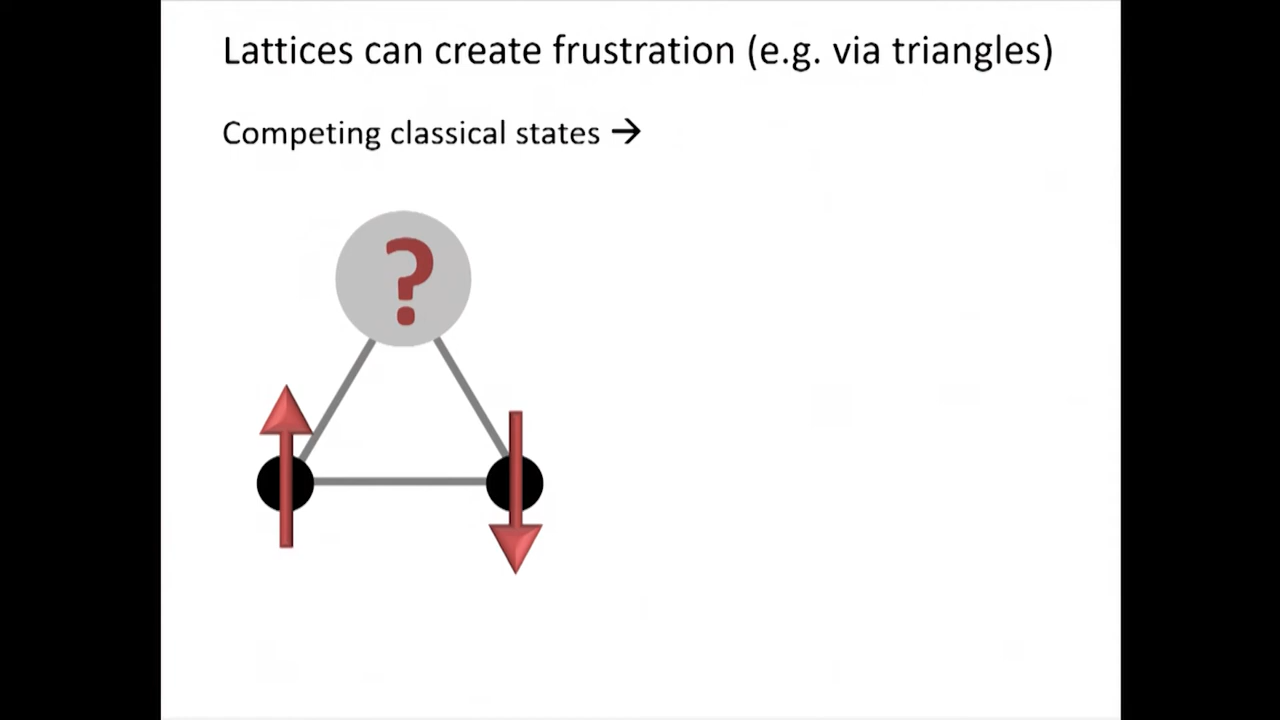 Lattices can create frustration (e.g. via triangles)
Competing classical states →
?